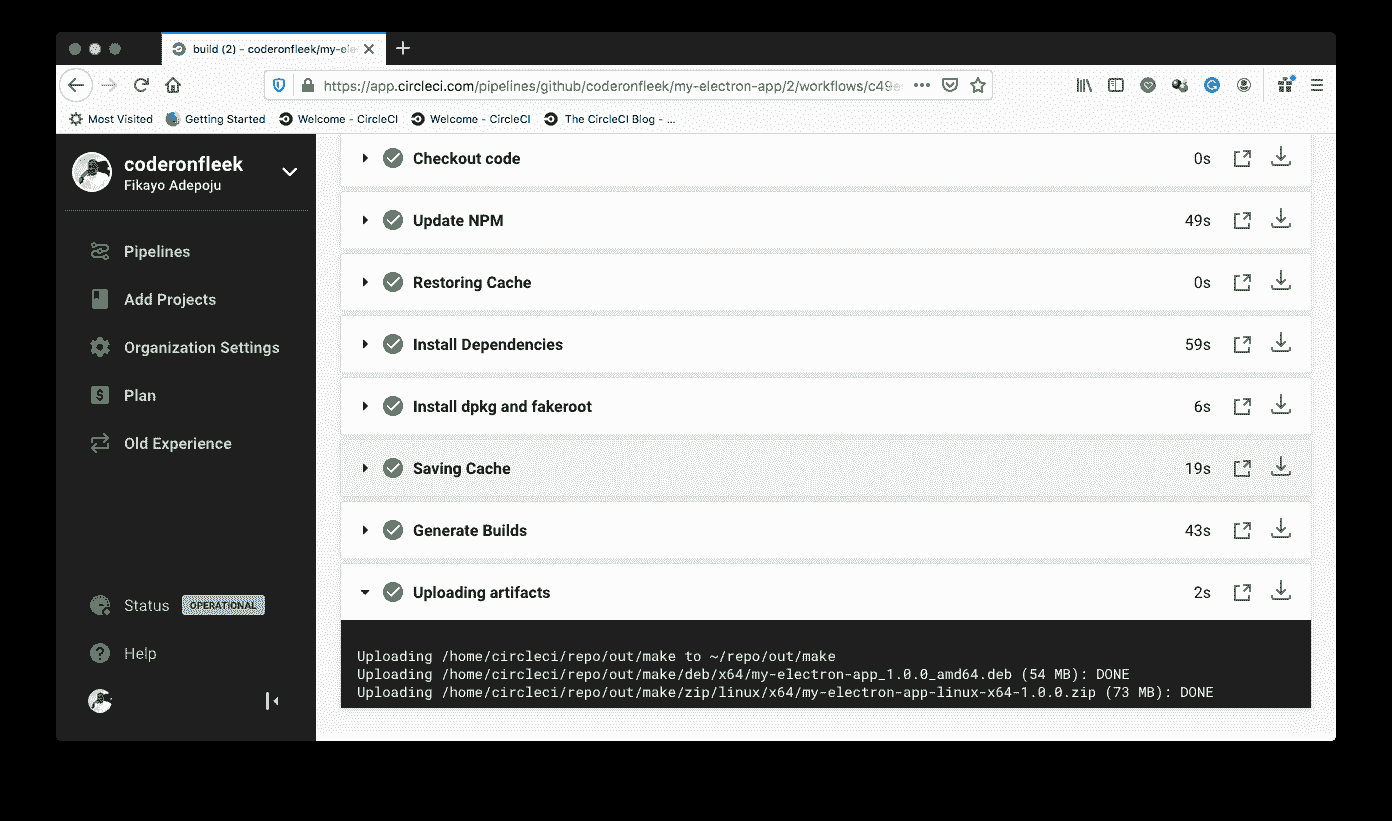 build (2) - coderonfleek/my-ele
https://app.circleci.com/pipelines/github/coderonfleek/my-electron-app/2/workflows/c49e
Most Visited Getting Started Welcome - CircleCI Welcome - CircleCI The CircleCI Blog - ...
coderonfleek
Fikayo Adepoju
Pipelines
Add Projects
Organization Settings
Plan
Old Experience
Status OPERATIONAL
Help
Checkout code 0s
Update NPM 49s
Restoring Cache 0s
Install Dependencies 59s
Install dpkg and fakeroot 6s
Saving Cache 19s
Generate Builds 43s
Uploading artifacts 2s
Uploading /home/circleci/repo/out/make to ~/repo/out/make
Uploading /home/circleci/repo/out/make/deb/x64/my-electron-app_1.0.0_amd64.deb (54 MB): DONE
Uploading /home/circleci/repo/out/make/zip/linux/x64/my-electron-app-linux-x64-1.0.0.zip (73 MB): DONE